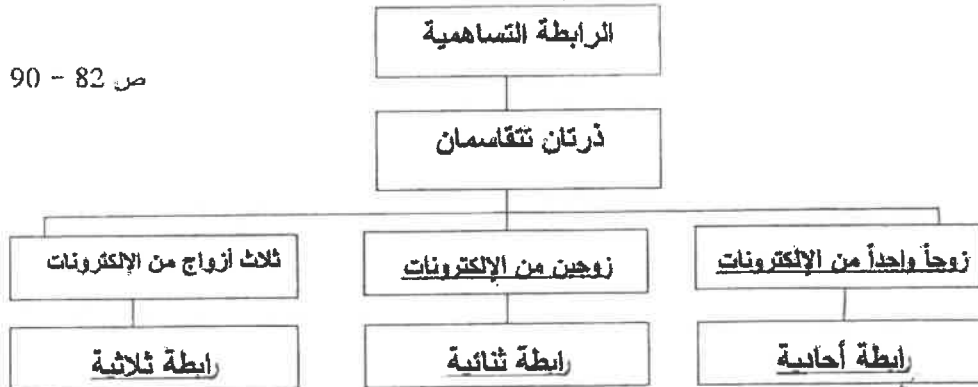 الرابطة التساهمية
ص 82 - 90
ذرتان تتقاسمان
زوجاً واحداً من الإلكترونات
زوجين من الإلكترونات
ثلاث أزواج من الإلكترونات
رابطة أحادية
رابطة ثنائية
رابطة ثلاثية